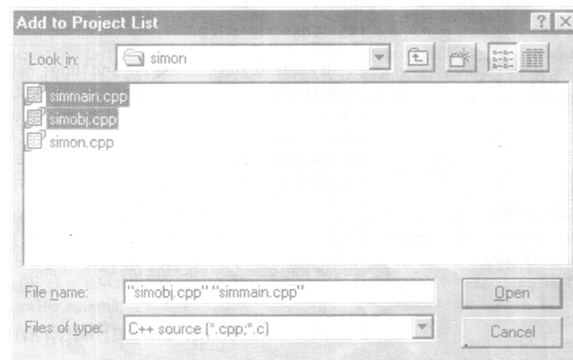 Add to Project List
Look in: simon
simmain.cpp
simobj.cpp
simon.cpp
File name: "simobj.cpp" "simmain.cpp"
Open
Files of type: C++ source (*.cpp;*.c)
Cancel